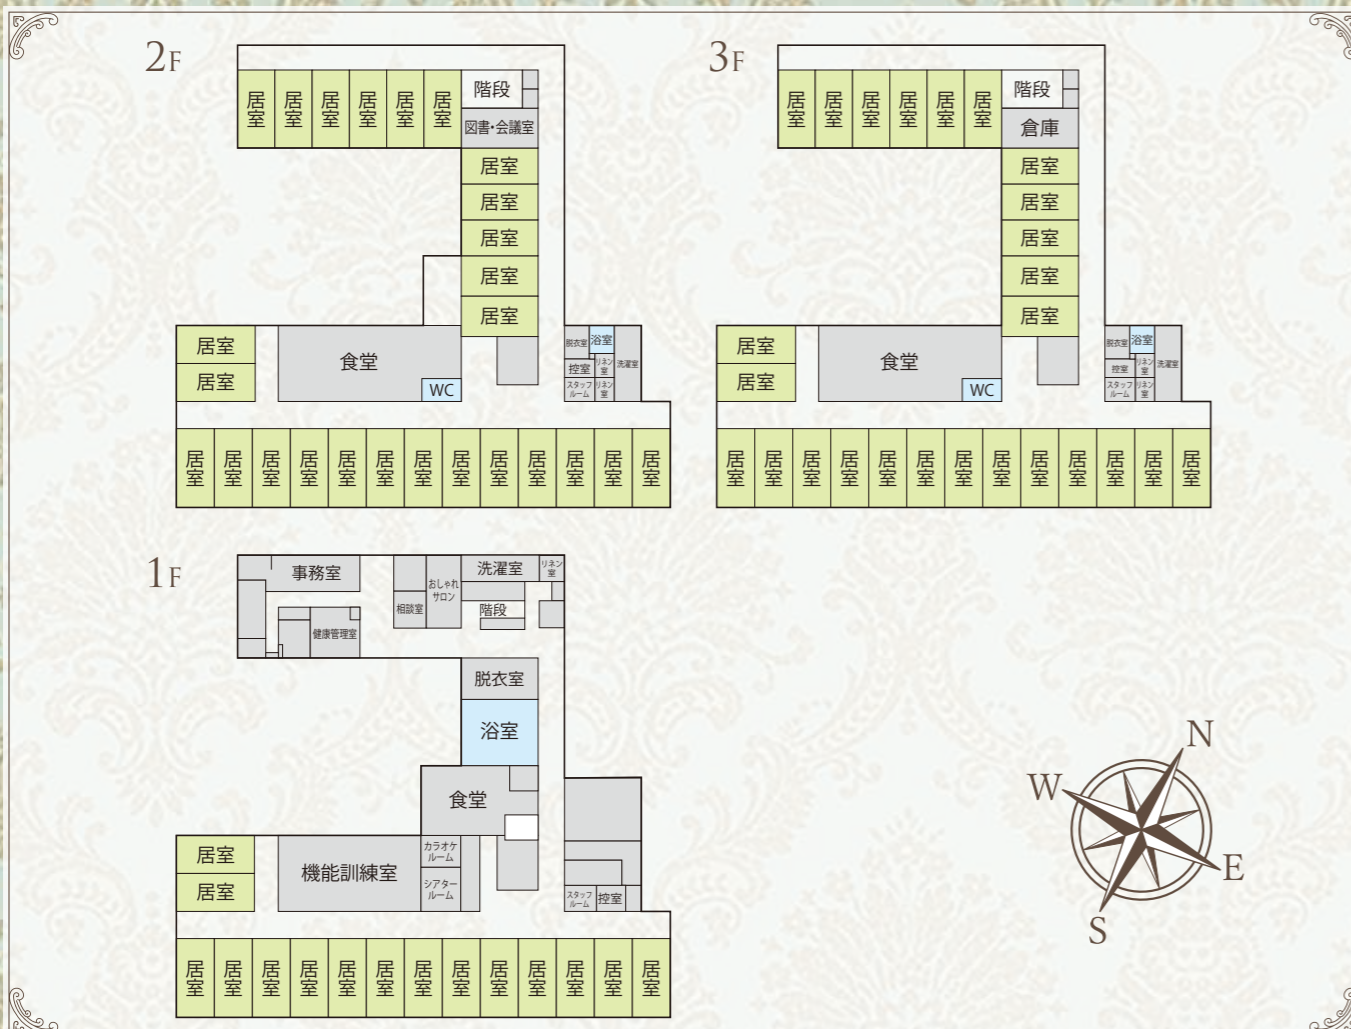 2F
居室 居室 居室 居室 居室 居室
階段
図書・会議室
居室
居室
居室
居室
居室
居室
居室
食堂
WC
脱衣室
浴室
控室
リネン室
洗濯室
スタッフルーム
リネン室
居室 居室 居室 居室 居室 居室 居室 居室 居室 居室 居室 居室 居室
3F
居室 居室 居室 居室 居室 居室
階段
倉庫
居室
居室
居室
居室
居室
居室
居室
食堂
WC
脱衣室
浴室
控室
リネン室
洗濯室
スタッフルーム
リネン室
居室 居室 居室 居室 居室 居室 居室 居室 居室 居室 居室 居室 居室
1F
事務室
健康管理室
相談室
おしゃれ
サロン
洗濯室
リネン室
階段
脱衣室
浴室
食堂
カラオケ
ルーム
シアター
ルーム
機能訓練室
居室
居室
スタッフ
ルーム
控室
居室 居室 居室 居室 居室 居室 居室 居室 居室 居室 居室 居室 居室
N
W
E
S